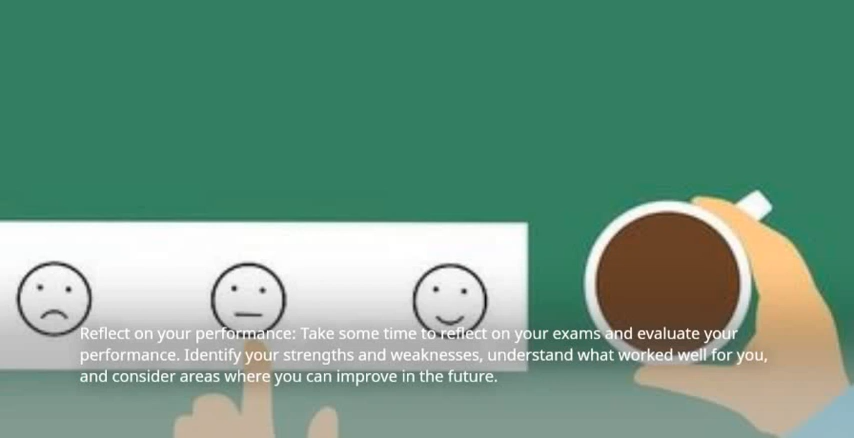 Reflect on your performance: Take some time to reflect on your exams and evaluate your
performance. Identify your strengths and weaknesses, understand what worked well for you,
and consider areas where you can improve in the future.